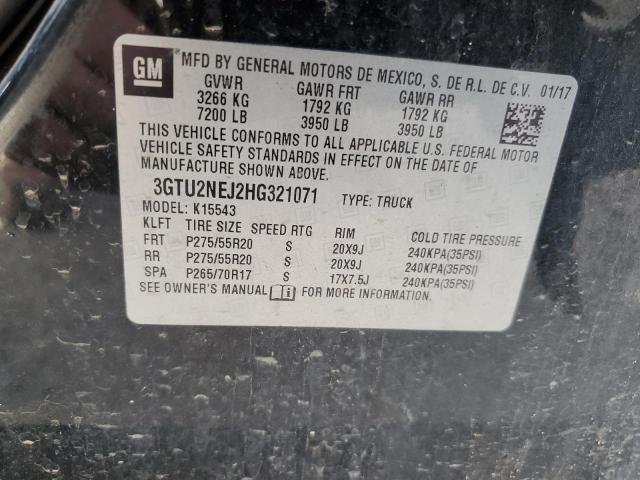 GM
MFD BY GENERAL MOTORS DE MEXICO, S. DE R.L. DE C.V. 01/17
GVWR GAWR FRT GAWR RR
3266 KG 1792 KG 1792 KG
7200 LB 3950 LB 3950 LB
THIS VEHICLE CONFORMS TO ALL APPLICABLE U.S. FEDERAL MOTOR
VEHICLE SAFETY STANDARDS IN EFFECT ON THE DATE OF
MANUFACTURE SHOWN ABOVE.
3GTU2NEJ2HG321071 TYPE: TRUCK
MODEL: K15543
KLFT TIRE SIZE SPEED RTG RIM COLD TIRE PRESSURE
FRT P275/55R20 S 20X9J 240KPA(35PSI)
RR P275/55R20 S 20X9J 240KPA(35PSI)
SPA P265/70R17 S 17X7.5J 240KPA(35PSI)
SEE OWNER'S MANUAL FOR MORE INFORMATION.